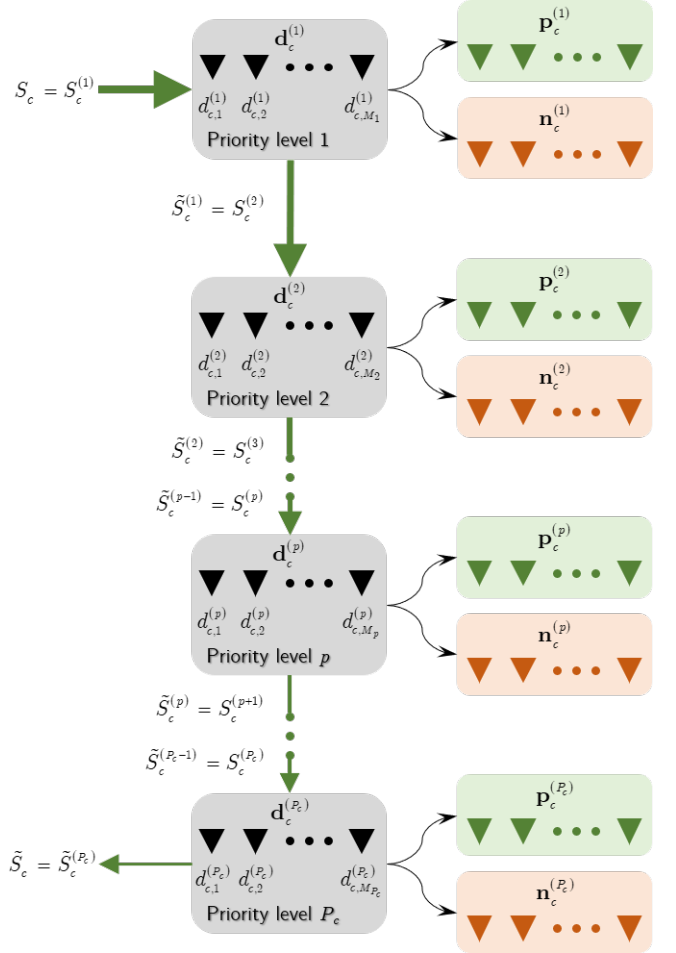 d_c^{(1)}
p_c^{(1)}
S_c = S_c^{(1)}
d_{c,1}^{(1)} d_{c,2}^{(1)} d_{c,M_1}^{(1)}
n_c^{(1)}
Priority level 1
S̃_c^{(1)} = S_c^{(2)}
d_c^{(2)}
p_c^{(2)}
d_{c,1}^{(2)} d_{c,2}^{(2)} d_{c,M_2}^{(2)}
n_c^{(2)}
Priority level 2
S̃_c^{(2)} = S_c^{(3)}
S̃_c^{(p−1)} = S_c^{(p)}
d_c^{(p)}
p_c^{(p)}
d_{c,1}^{(p)} d_{c,2}^{(p)} d_{c,M_p}^{(p)}
n_c^{(p)}
Priority level p
S̃_c^{(p)} = S_c^{(p+1)}
S̃_c^{(P_c−1)} = S_c^{(P_c)}
d_c^{(P_c)}
p_c^{(P_c)}
S̃_c = S̃_c^{(P_c)}
d_{c,1}^{(P_c)} d_{c,2}^{(P_c)} d_{c,M_{P_c}}^{(P_c)}
n_c^{(P_c)}
Priority level P_c